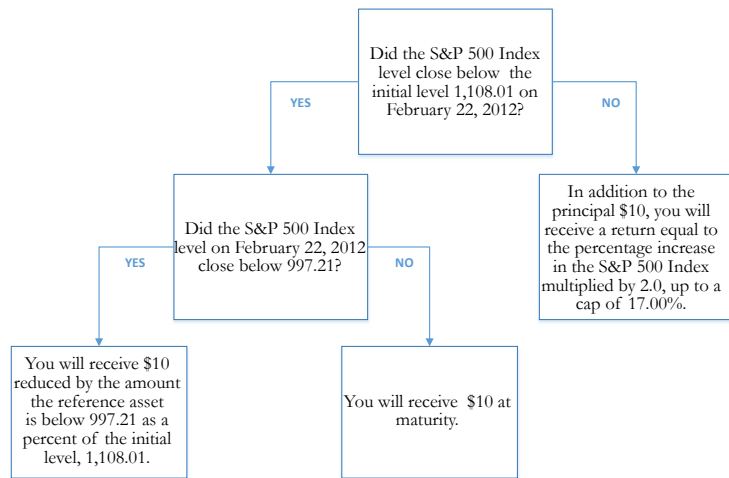 Did the S&P 500 Index
level close below the
initial level 1,108.01 on
February 22, 2012?
YES
NO
Did the S&P 500 Index
level on February 22, 2012
close below 997.21?
In addition to the
principal $10, you will
receive a return equal to
the percentage increase
in the S&P 500 Index
multiplied by 2.0, up to a
cap of 17.00%.
YES
NO
You will receive $10
reduced by the amount
the reference asset
is below 997.21 as a
percent of the initial
level, 1,108.01.
You will receive $10 at
maturity.